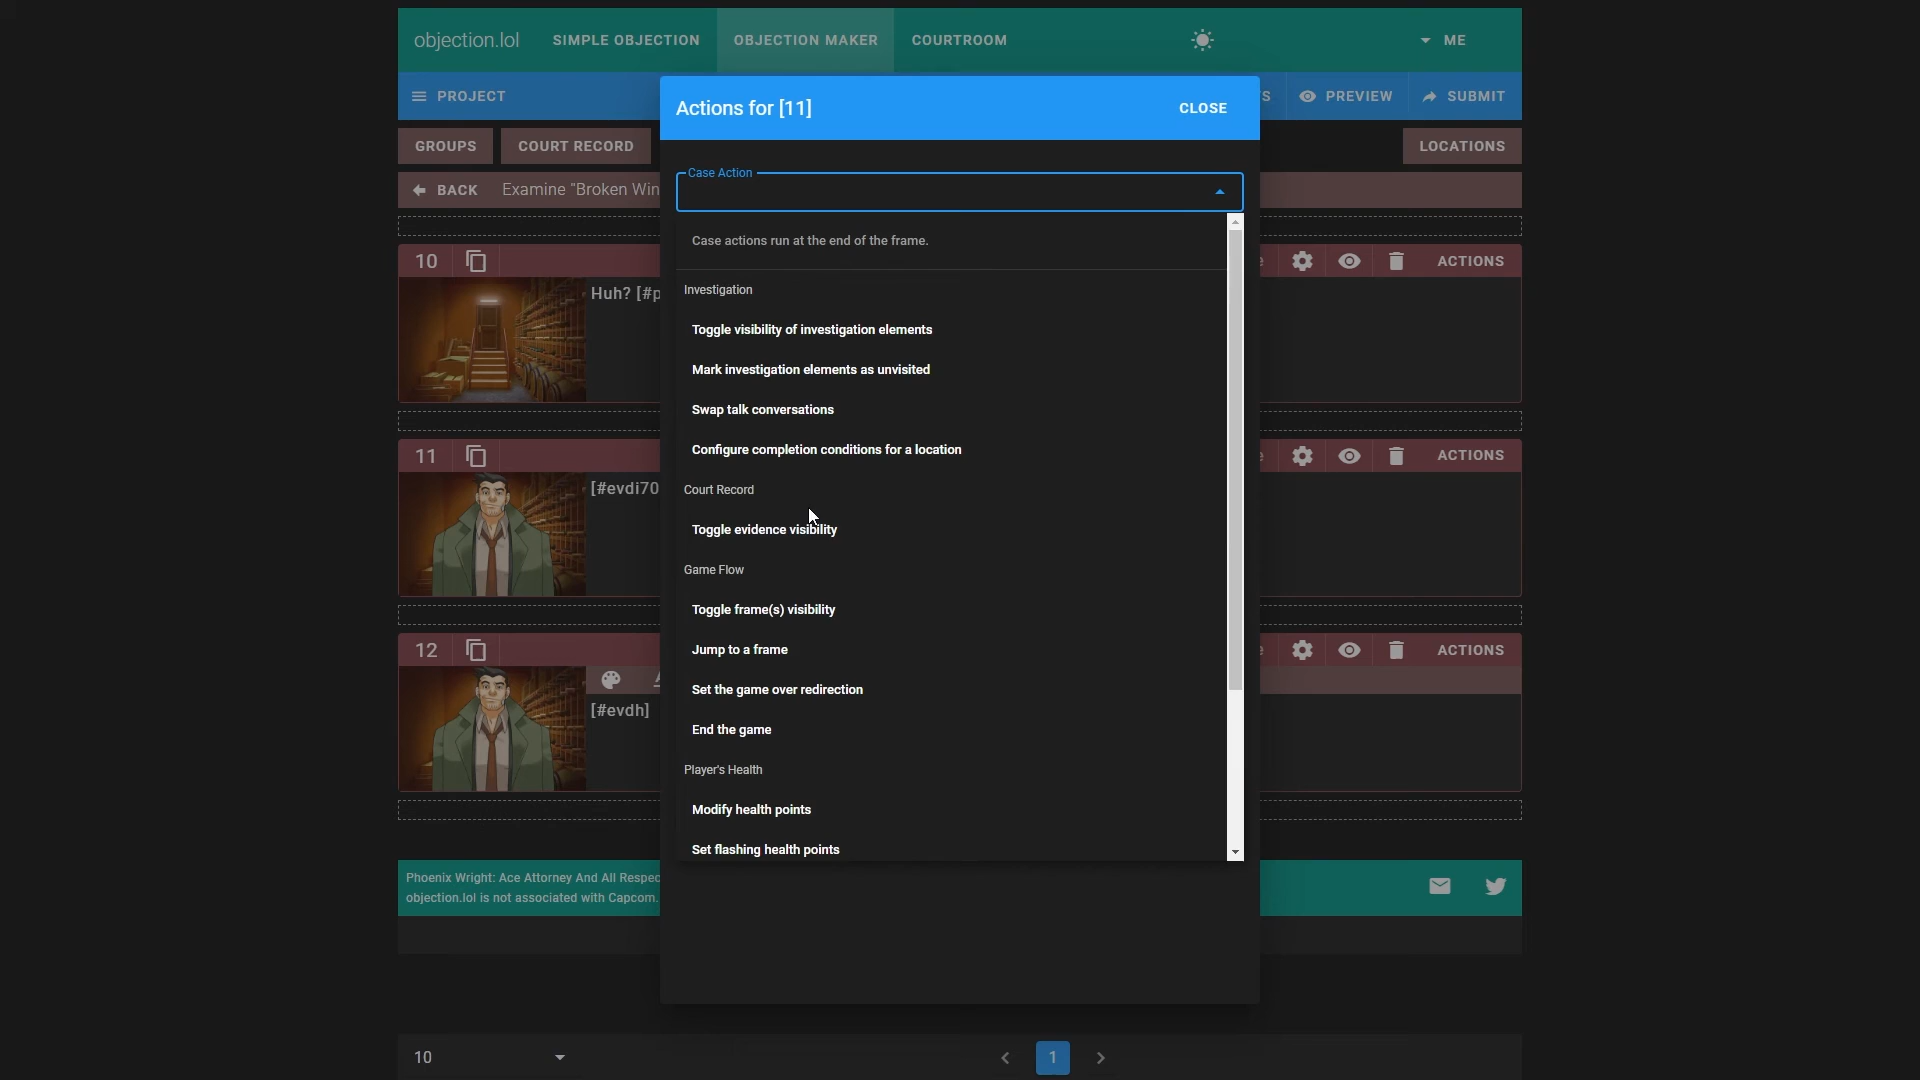 objection.lol SIMPLE OBJECTION OBJECTION MAKER COURTROOM ME
PROJECT PREVIEW SUBMIT
Actions for [11] CLOSE
GROUPS COURT RECORD LOCATIONS
BACK Examine "Broken Win
Case Action
Case actions run at the end of the frame.
Investigation
Toggle visibility of investigation elements
Mark investigation elements as unvisited
Swap talk conversations
Configure completion conditions for a location
Court Record
Toggle evidence visibility
Game Flow
Toggle frame(s) visibility
Jump to a frame
Set the game over redirection
End the game
Player's Health
Modify health points
Set flashing health points
10 ACTIONS
Huh? [#p
11 ACTIONS
[#evdi70
12 ACTIONS
[#evdh]
Phoenix Wright: Ace Attorney And All Respec
objection.lol is not associated with Capcom.
10 1